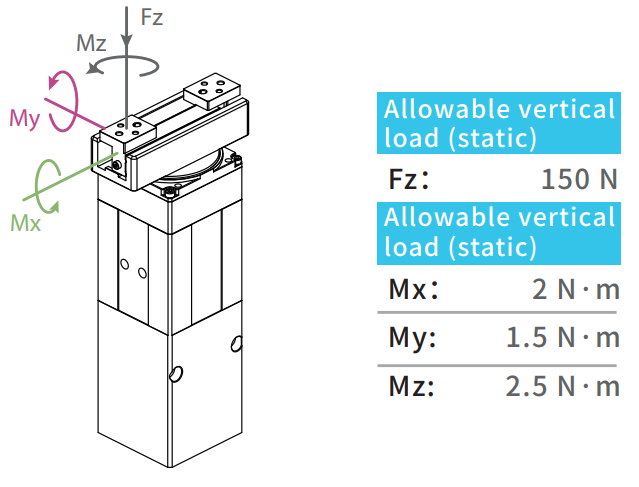 Fz
Mz
My
Mx
Allowable vertical
load (static)
Fz: 150 N
Allowable vertical
load (static)
Mx: 2 N·m
My: 1.5 N·m
Mz: 2.5 N·m